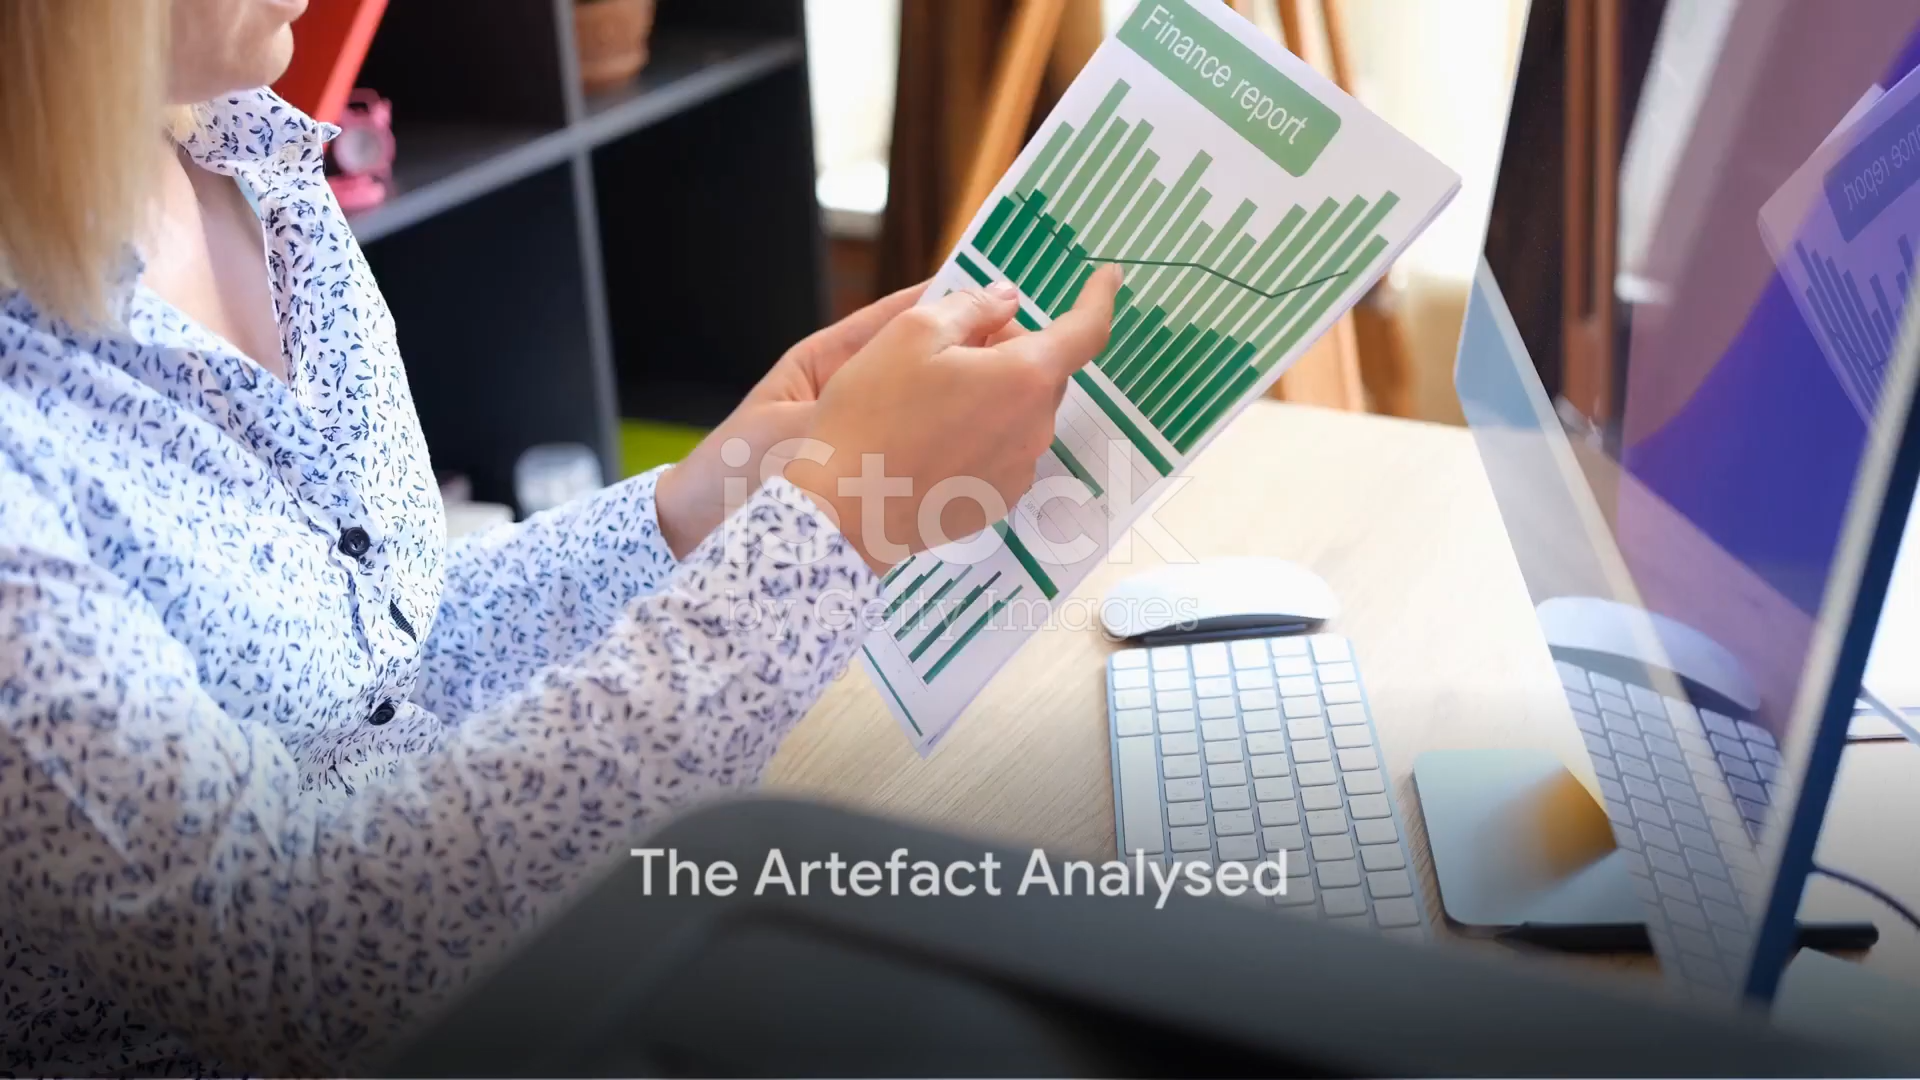 Finance report
iStock
by Getty Images
The Artefact Analysed